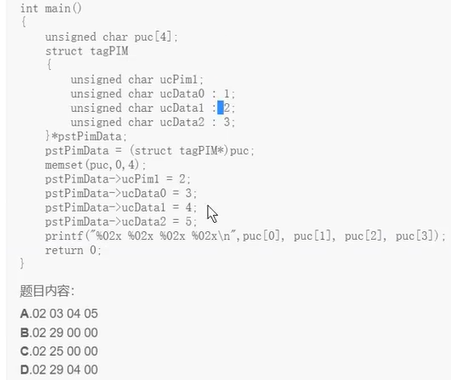 int main()
{
unsigned char puc[4];
struct tagPIM
{
unsigned char ucPim1;
unsigned char ucData0 : 1;
unsigned char ucData1 : 2;
unsigned char ucData2 : 3;
}*pstPimData;
pstPimData = (struct tagPIM*)puc;
memset(puc,0,4);
pstPimData->ucPim1 = 2;
pstPimData->ucData0 = 3;
pstPimData->ucData1 = 4;
pstPimData->ucData2 = 5;
printf("%02x %02x %02x %02x\n",puc[0], puc[1], puc[2], puc[3]);
return 0;
}
题目内容:
A.02 03 04 05
B.02 29 00 00
C.02 25 00 00
D.02 29 04 00